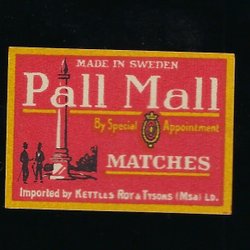 MADE IN SWEDEN
Pall Mall
By Special Appointment
MATCHES
Imported by KETTLES ROY & TYSONS (MSA) LD.